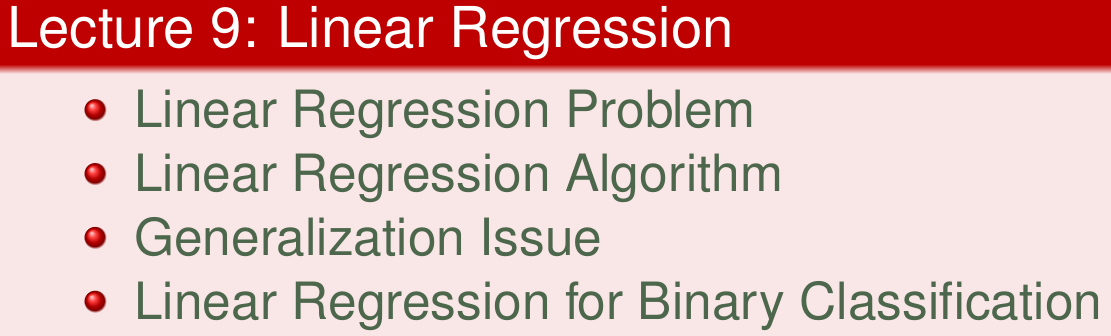 Lecture 9: Linear Regression
Linear Regression Problem
Linear Regression Algorithm
Generalization Issue
Linear Regression for Binary Classification